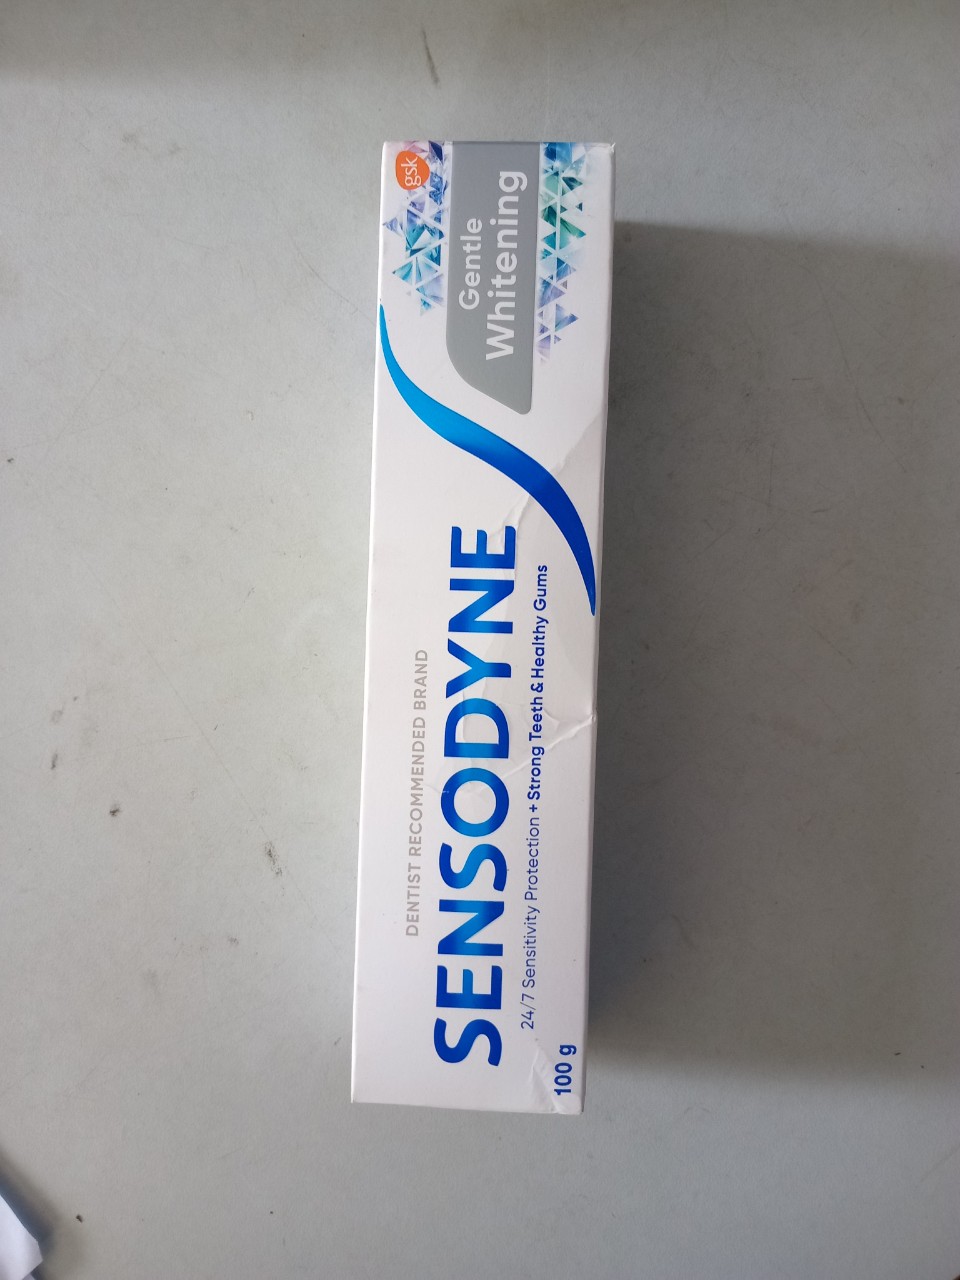 DENTIST RECOMMENDED BRAND
SENSODYNE
24/7 Sensitivity Protection + Strong Teeth & Healthy Gums
100 g
gsk
Gentle
Whitening